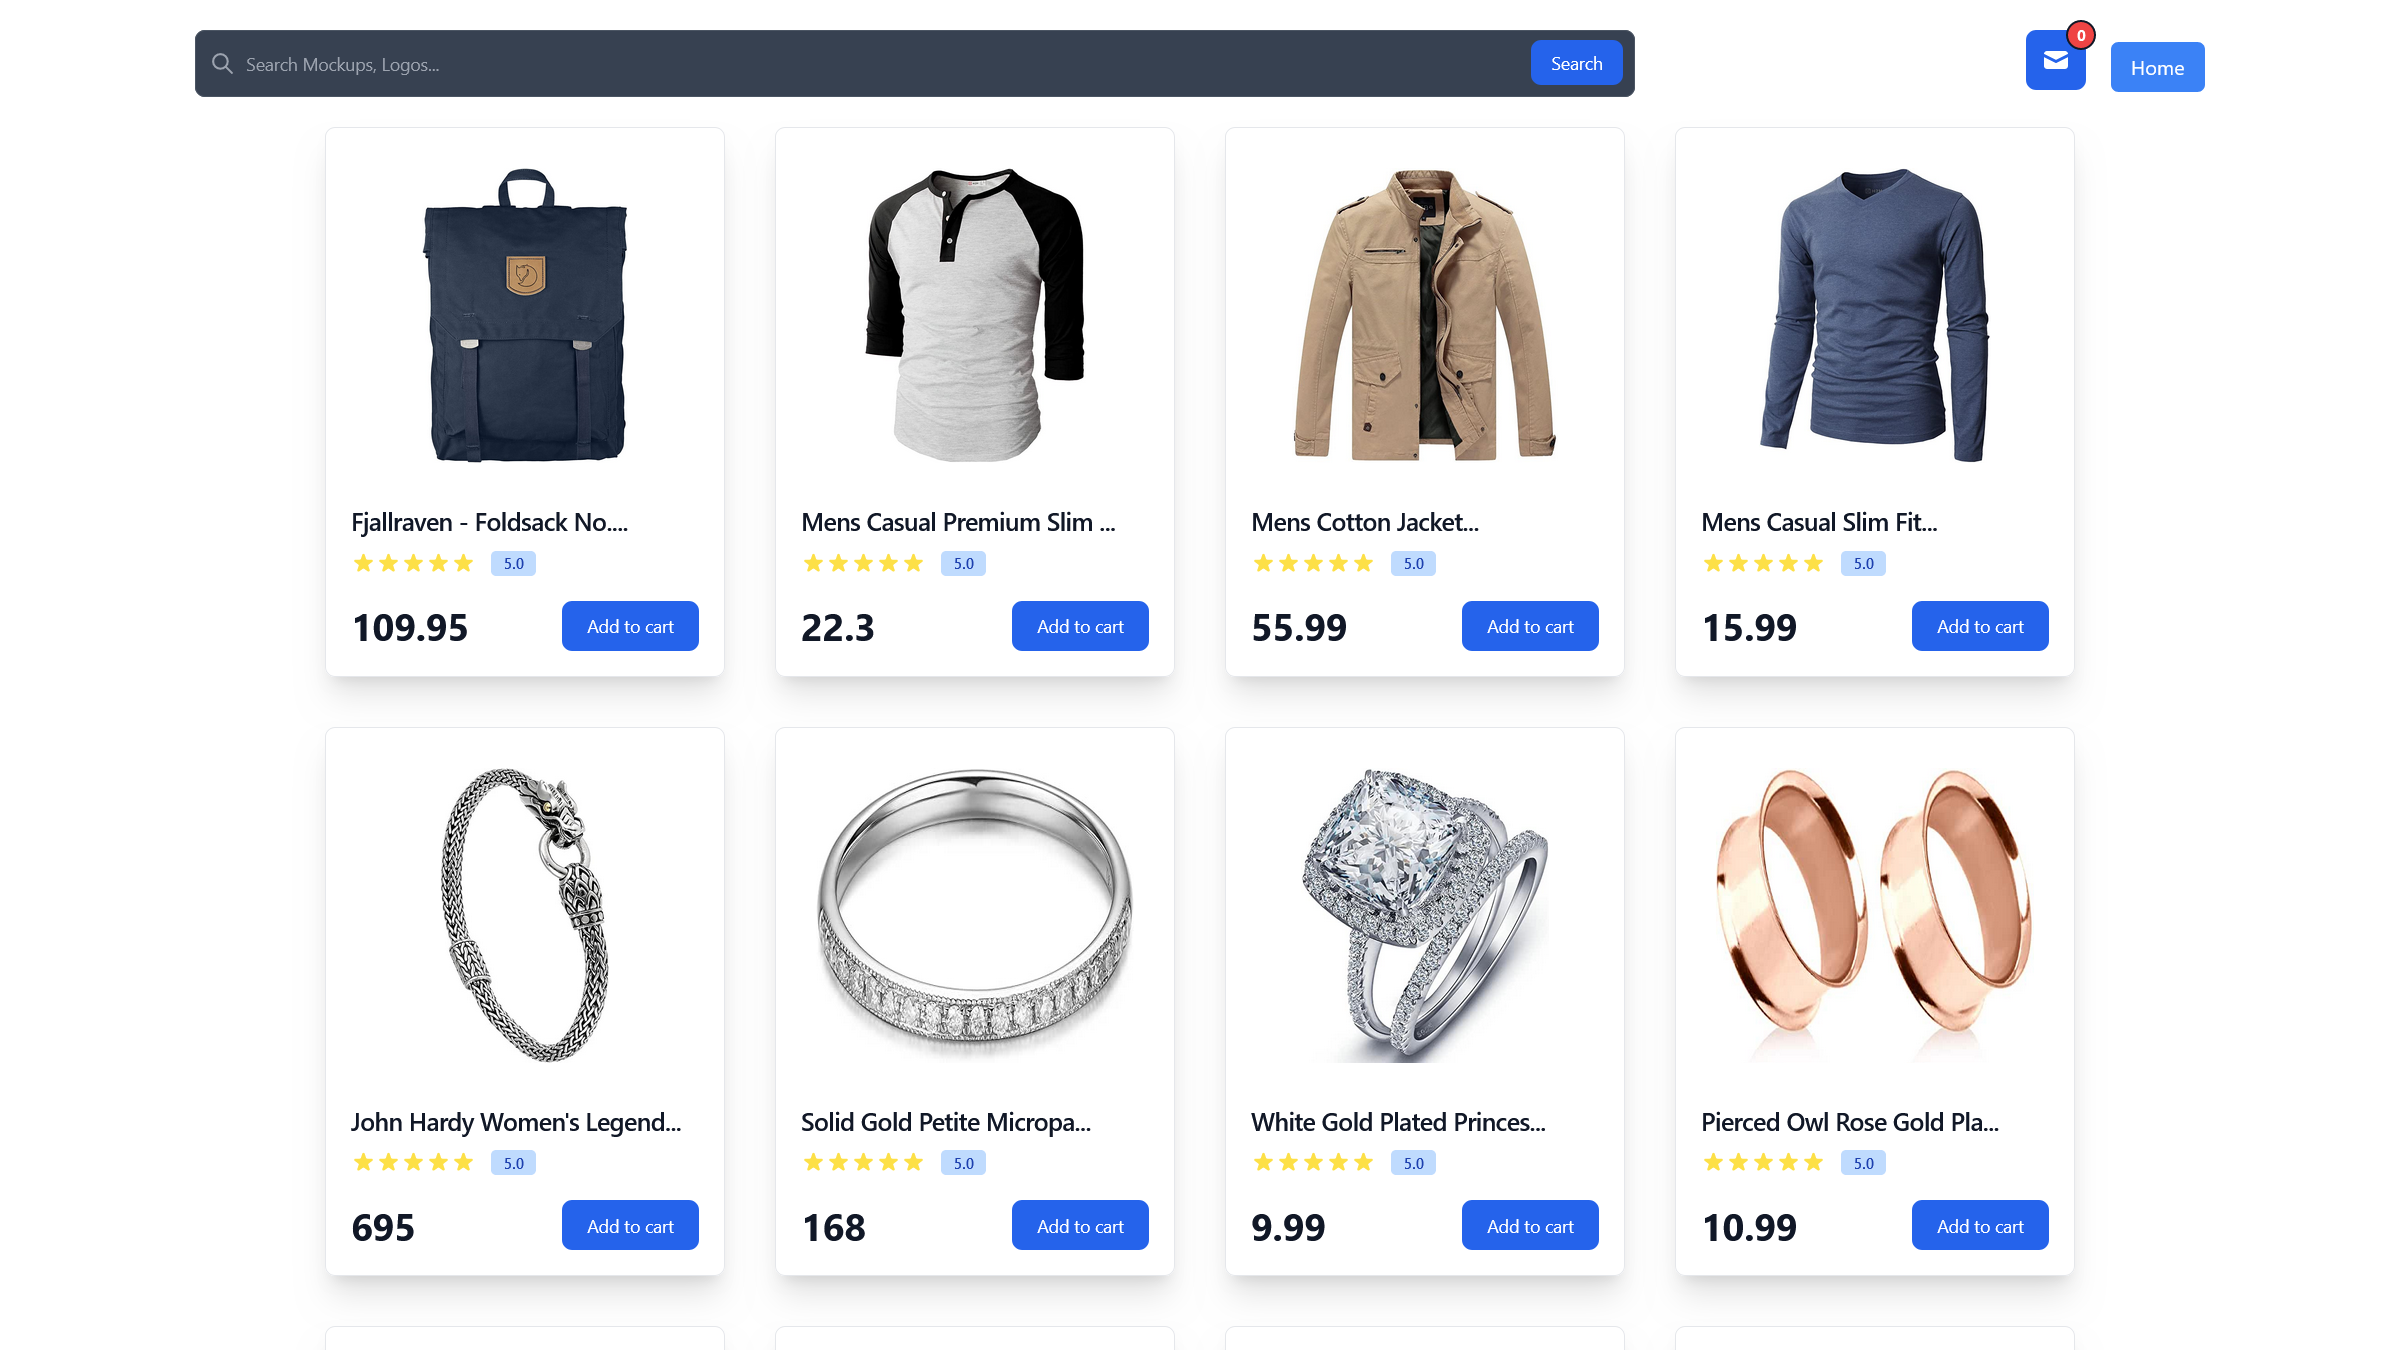 Search Mockups, Logos...
Search
0
Home
Fjallraven - Foldsack No....
5.0
109.95
Add to cart
Mens Casual Premium Slim ...
5.0
22.3
Add to cart
Mens Cotton Jacket...
5.0
55.99
Add to cart
Mens Casual Slim Fit...
5.0
15.99
Add to cart
John Hardy Women's Legend...
5.0
695
Add to cart
Solid Gold Petite Micropa...
5.0
168
Add to cart
White Gold Plated Princes...
5.0
9.99
Add to cart
Pierced Owl Rose Gold Pla...
5.0
10.99
Add to cart